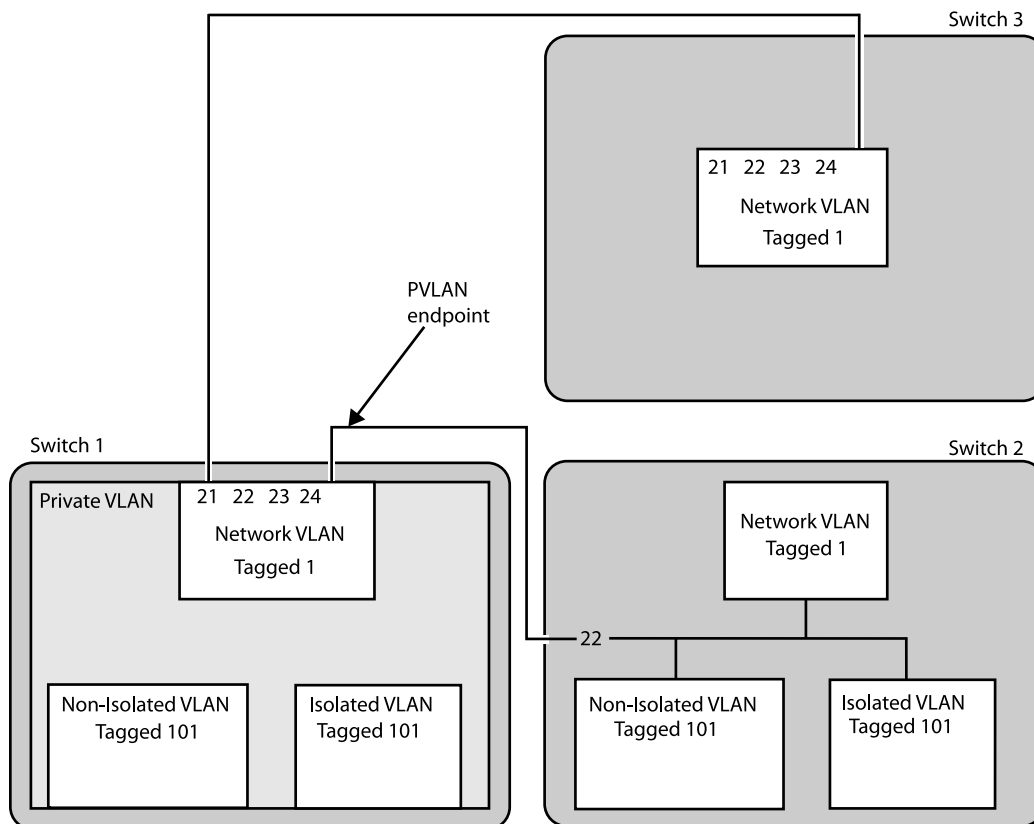 Switch 3
21 22 23 24
Network VLAN
Tagged 1
PVLAN
endpoint
Switch 1
Private VLAN
21 22 23 24
Network VLAN
Tagged 1
Non-Isolated VLAN
Tagged 101
Isolated VLAN
Tagged 101
Switch 2
Network VLAN
Tagged 1
22
Non-Isolated VLAN
Tagged 101
Isolated VLAN
Tagged 101